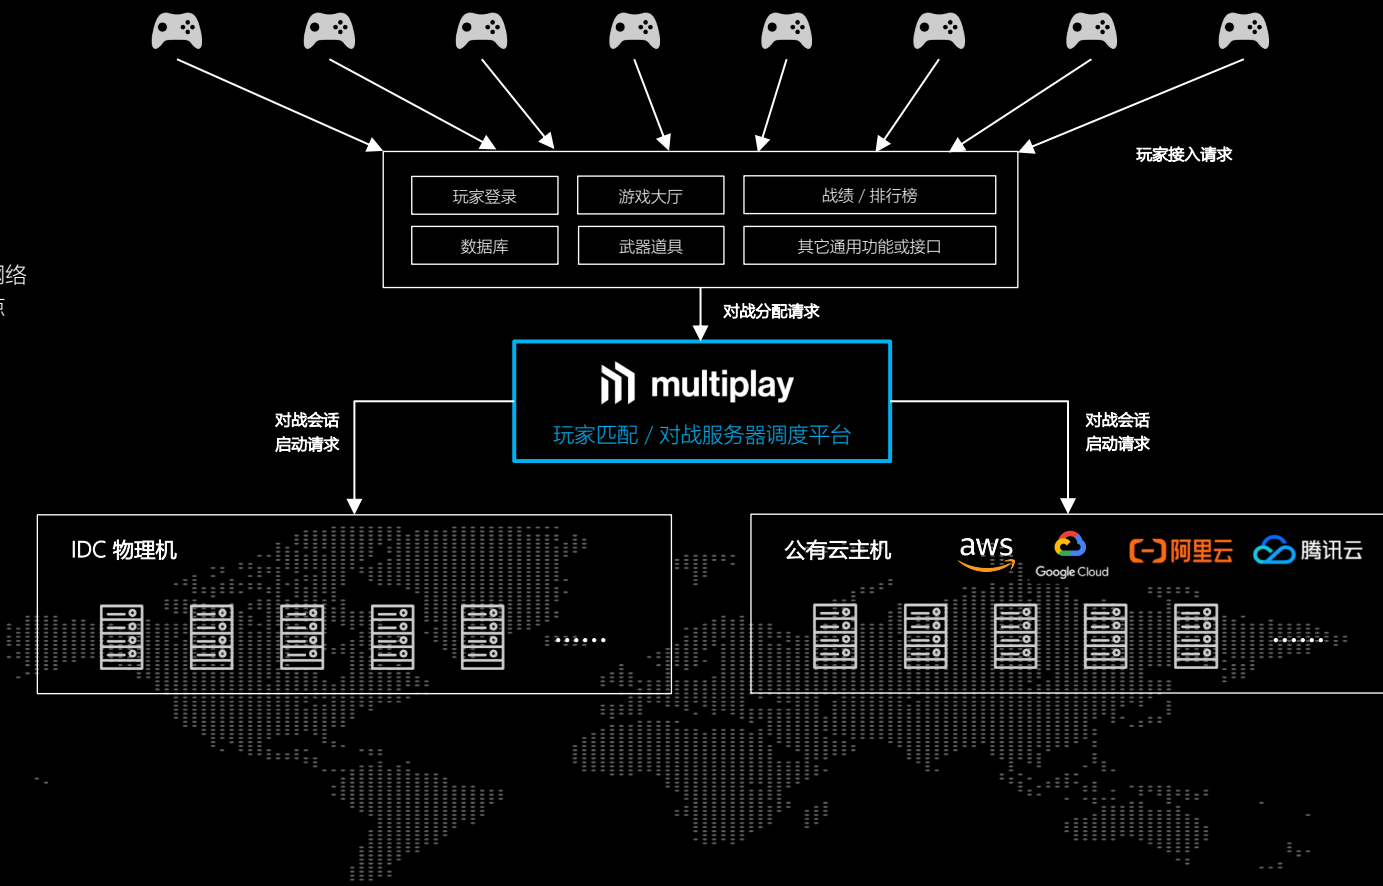 玩家接入请求
玩家登录
游戏大厅
战绩 / 排行榜
数据库
武器道具
其它通用功能或接口
络
对战分配请求
multiplay
玩家匹配 / 对战服务器调度平台
对战会话
启动请求
对战会话
启动请求
IDC 物理机
公有云主机
aws
Google Cloud
阿里云
腾讯云
......
......